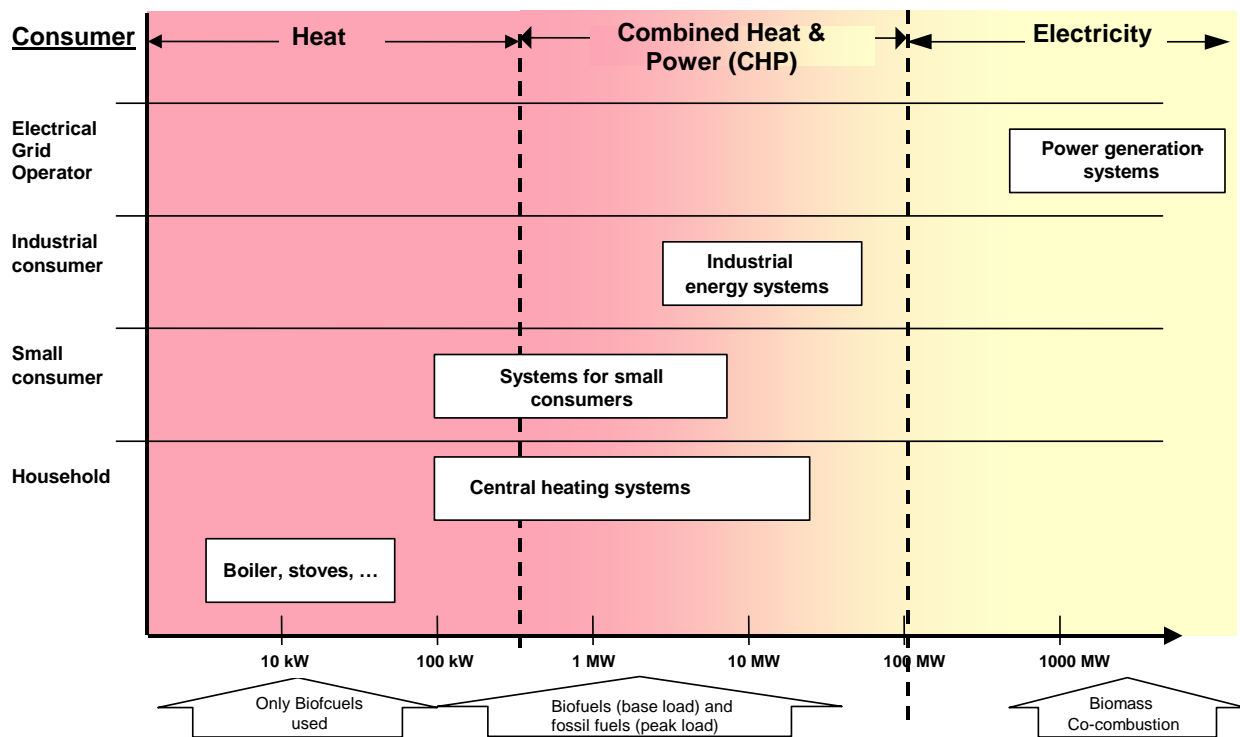 Consumer
Heat
Combined Heat &
Power (CHP)
Electricity
Electrical
Grid
Operator
Power generation-
systems
Industrial
consumer
Industrial
energy systems
Small
consumer
Systems for small
consumers
Household
Central heating systems
Boiler, stoves, …
10 kW
100 kW
1 MW
10 MW
100 MW
1000 MW
Only Biofcuels
used
Biofuels (base load) and
fossil fuels (peak load)
Biomass
Co-combustion